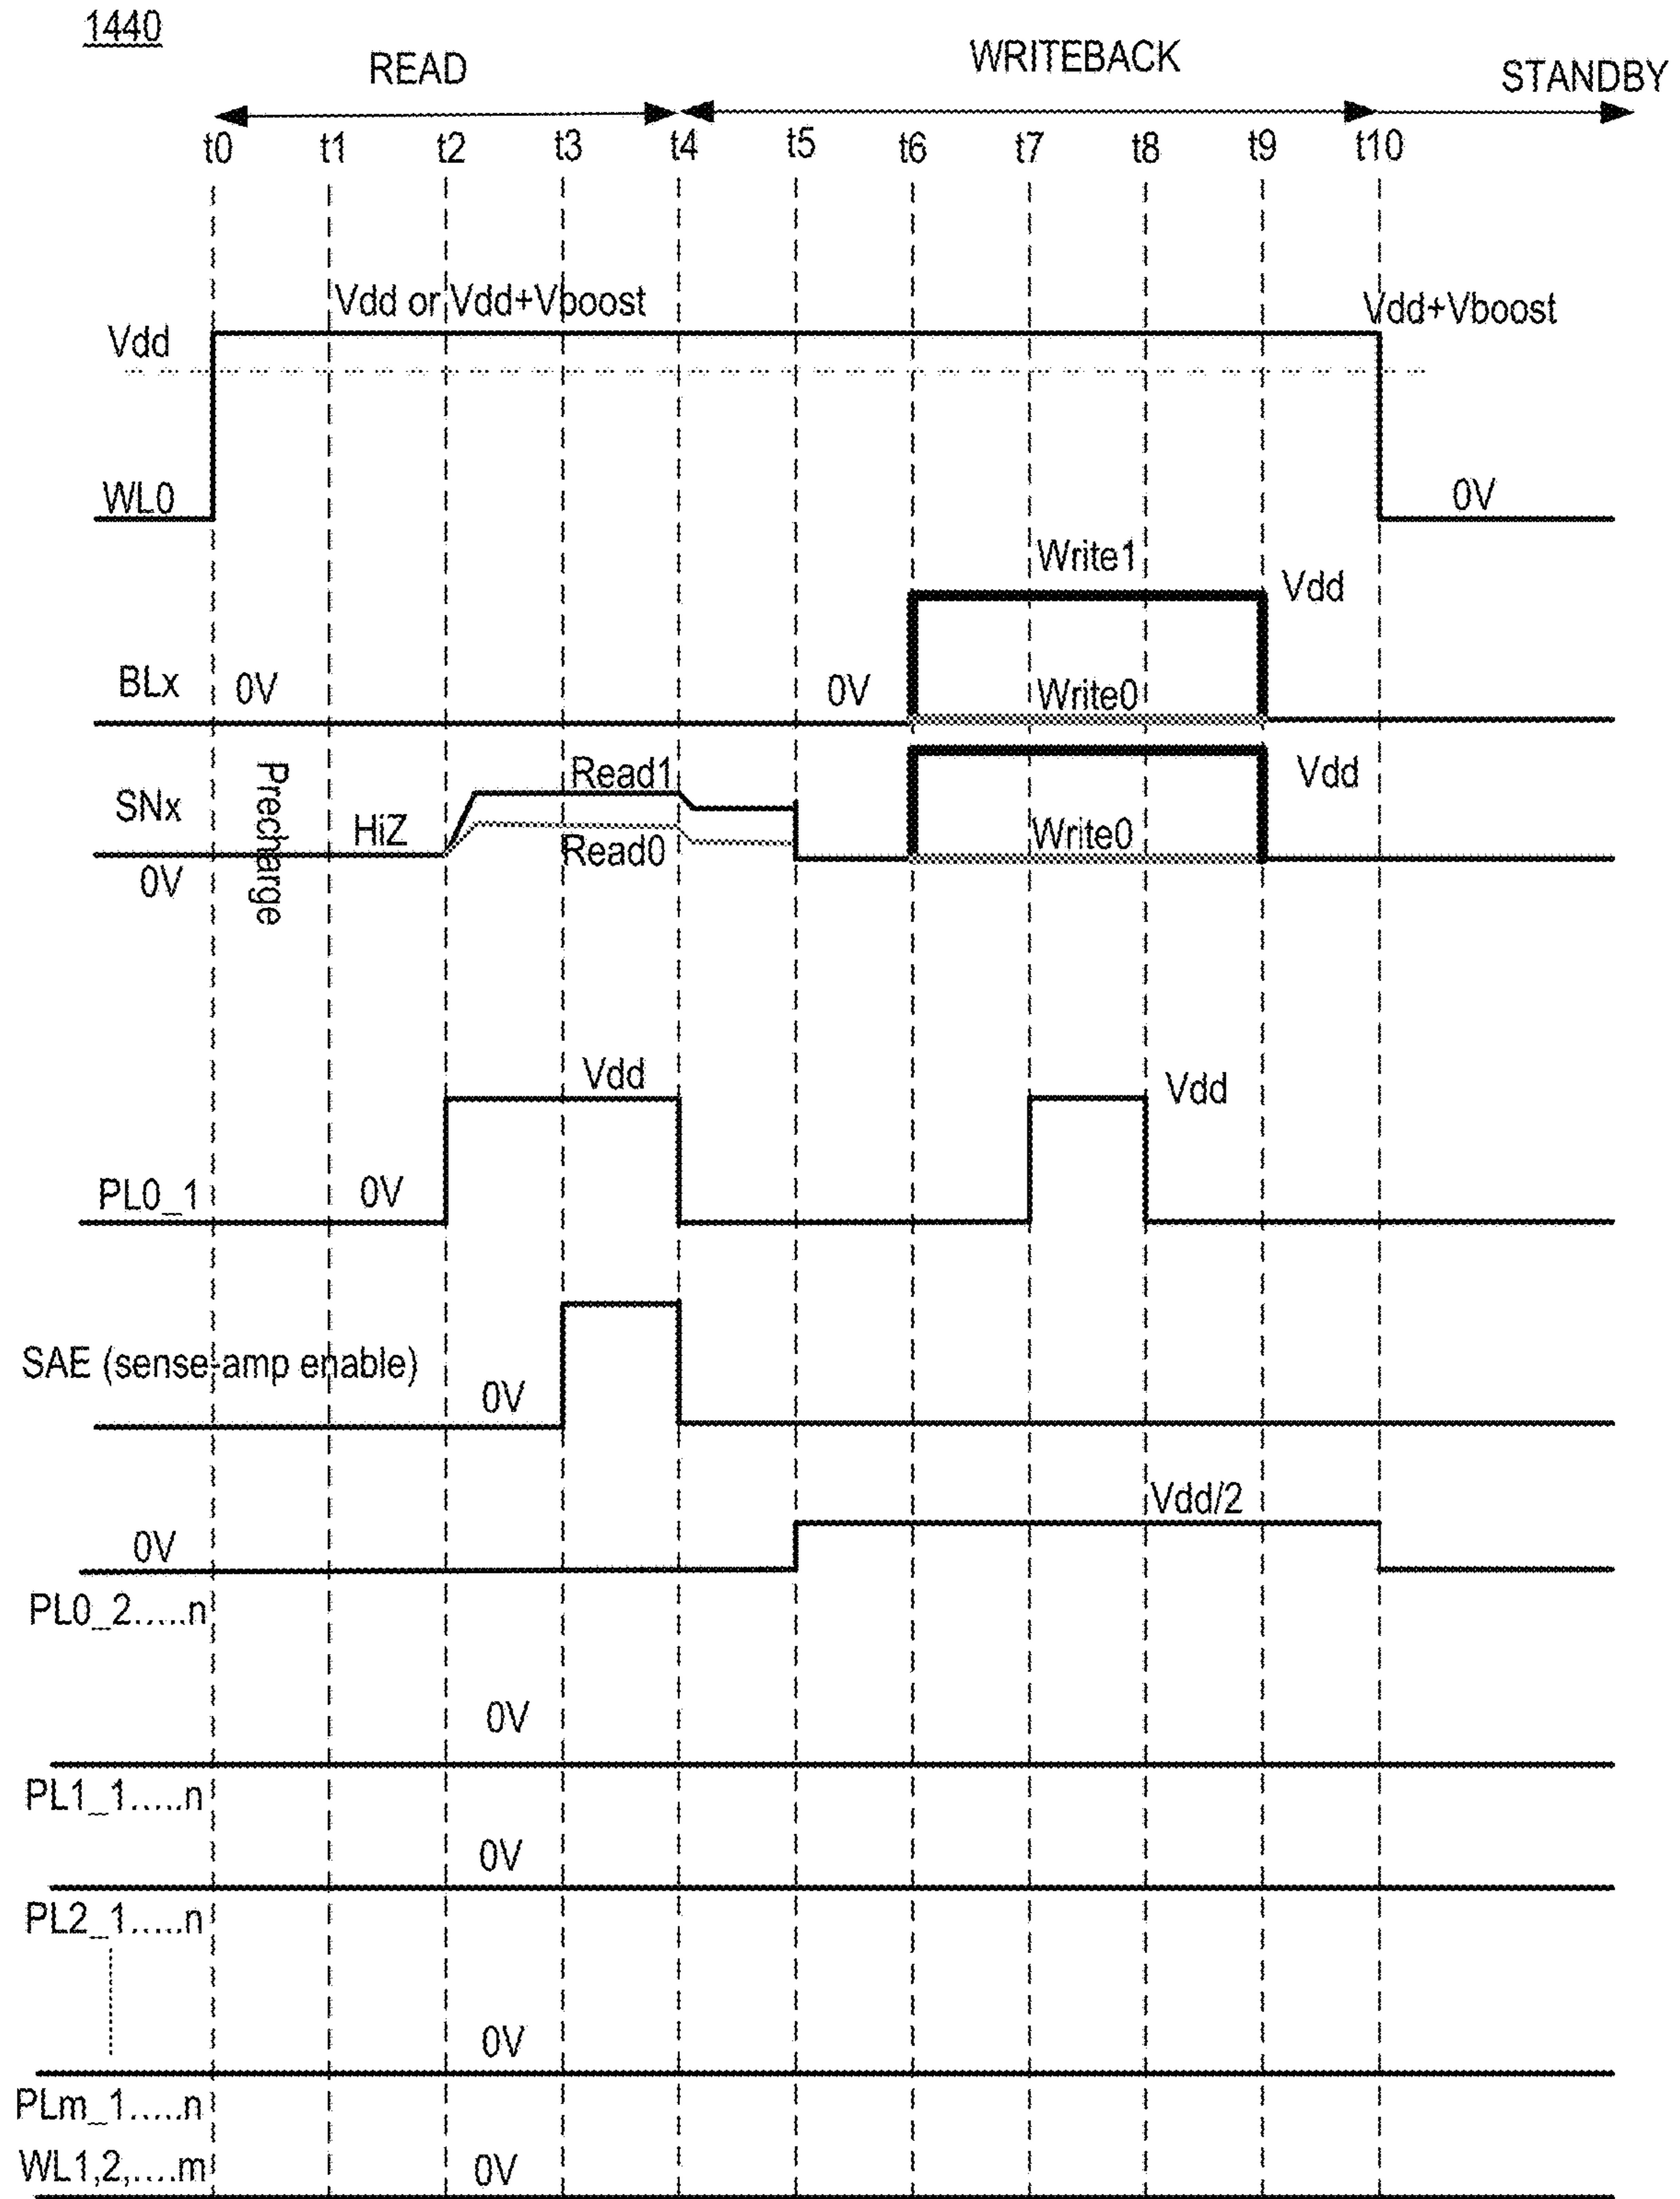 1440
READ WRITEBACK STANDBY
t0 t1 t2 t3 t4 t5 t6 t7 t8 t9 t10
Vdd or Vdd+Vboost Vdd+Vboost
Vdd
WL0 0V
Write1 Vdd
BLx 0V 0V Write0
Precharge
SNx HiZ Read1 Vdd
0V Read0 Write0
Vdd Vdd
PL0_1 0V
SAE (sense-amp enable) 0V
Vdd/2
0V
PL0_2.....n
0V
PL1_1.....n
0V
PL2_1.....n
0V
PLm_1.....n
WL1,2,....m 0V